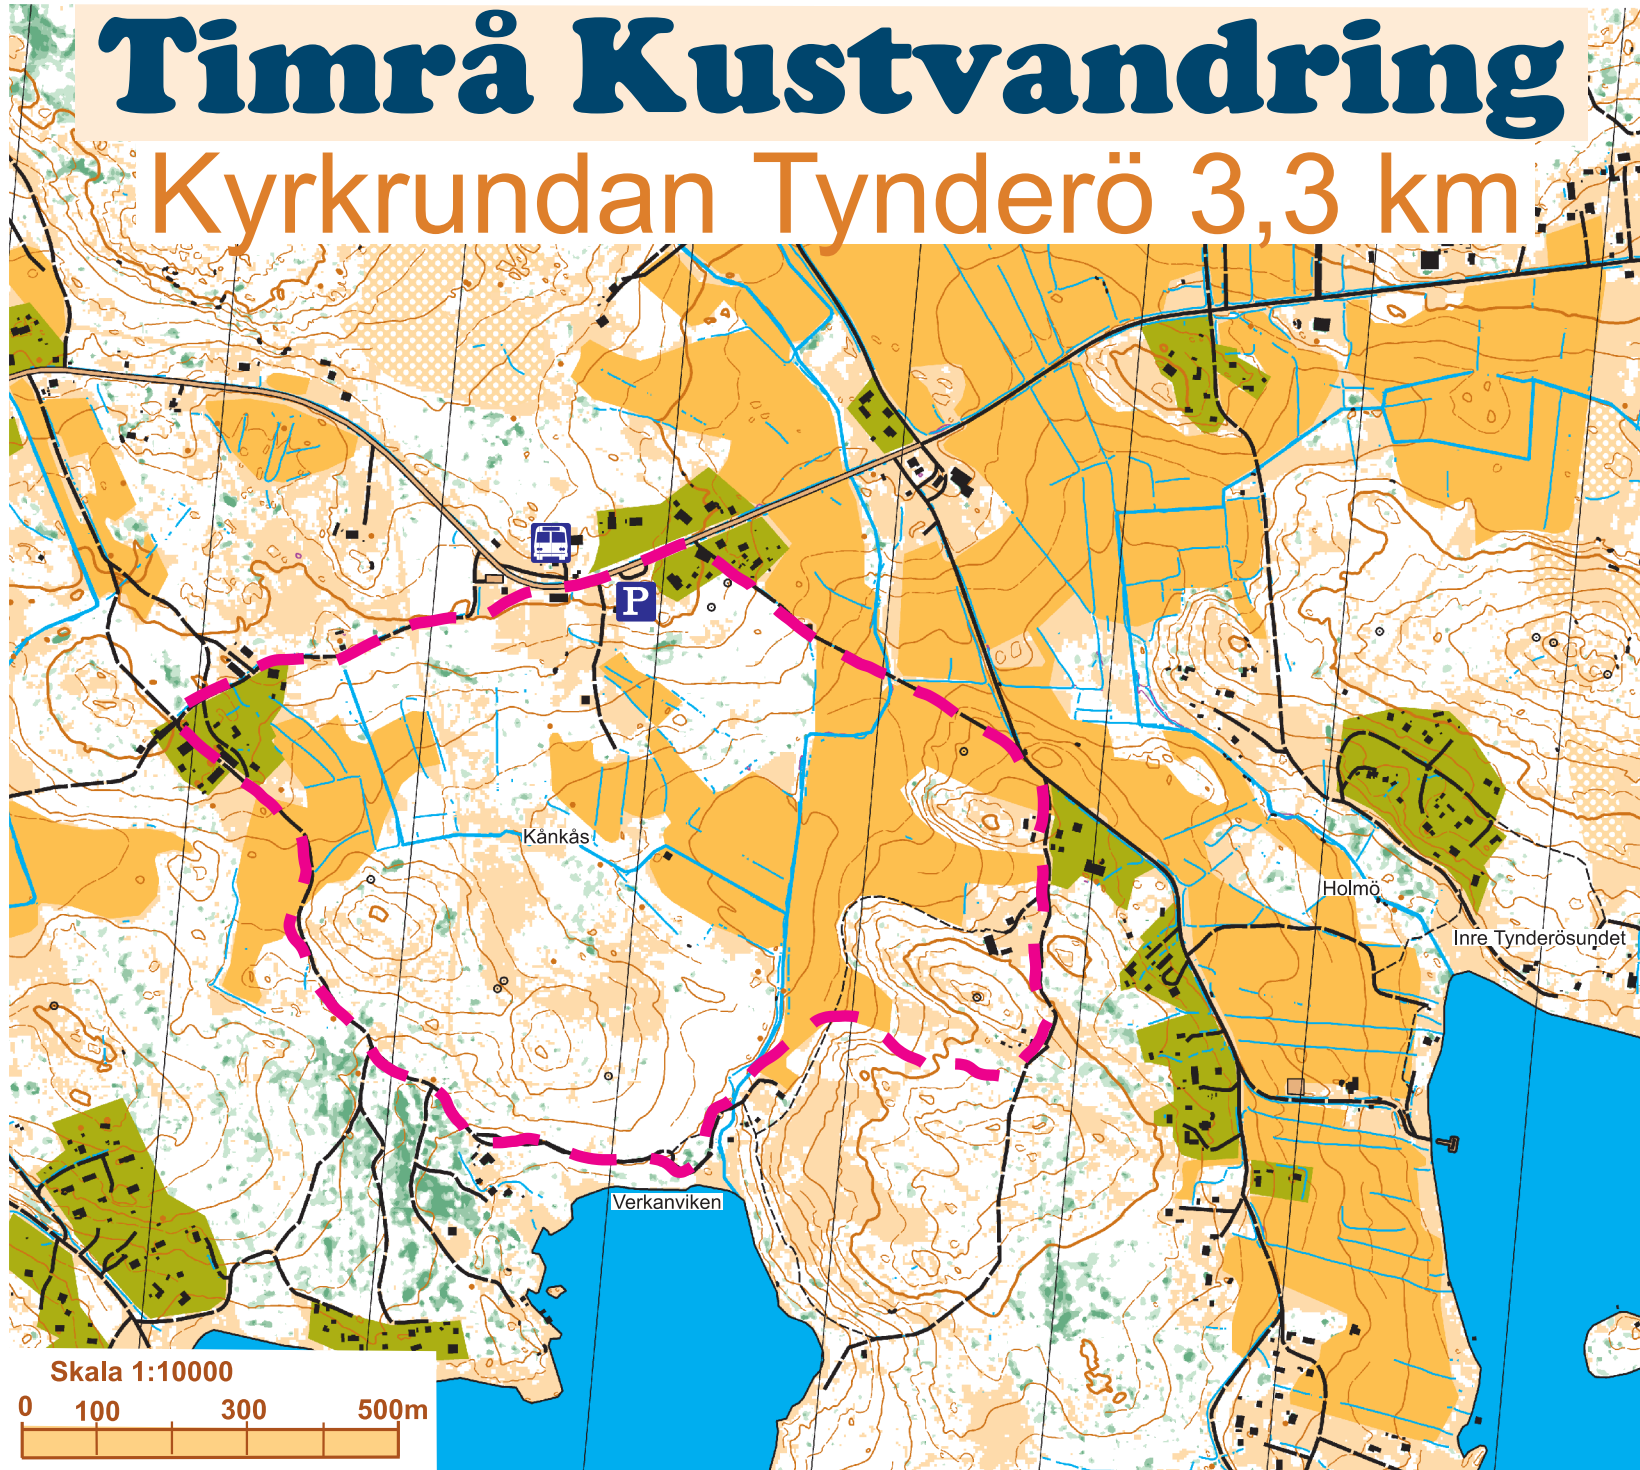 Timrå Kustvandring
Kyrkrundan Tynderö 3,3 km
P
Kånkås
Holmö
Inre Tynderösundet
Verkanviken
Skala 1:10000
0 100 300 500m